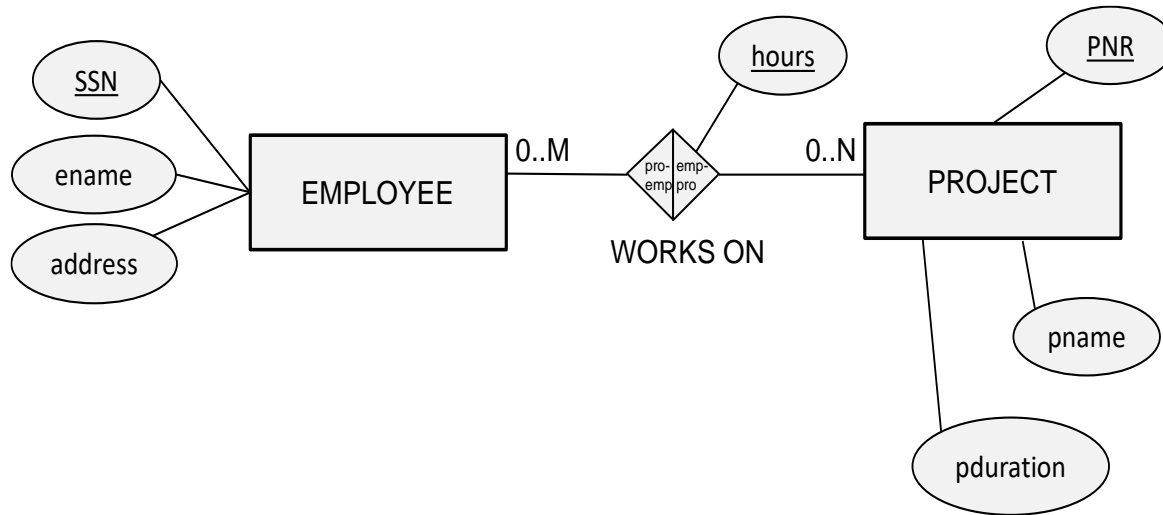 SSN
ename
address
EMPLOYEE
0..M
pro-
emp
emp-
pro
WORKS ON
hours
0..N
PNR
PROJECT
pname
pduration